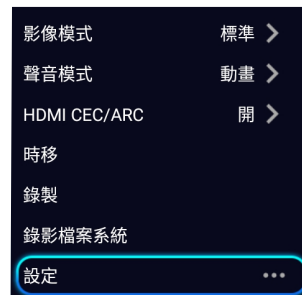 影像模式 標準
聲音模式 動畫
HDMI CEC/ARC 開
時移
錄製
錄影檔案系統
設定